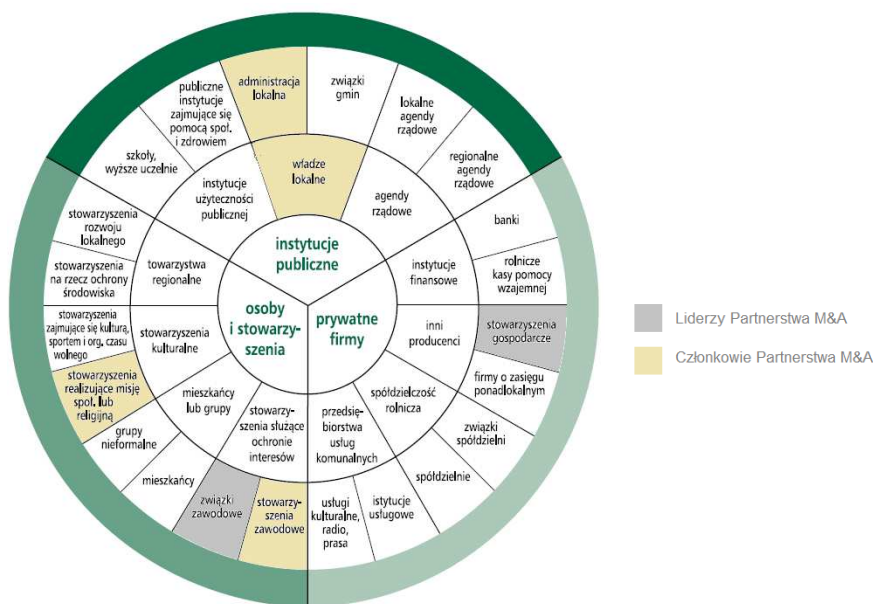 administracja
lokalna
związki
gmin
lokalne
agendy
rządowe
regionalne
agendy
rządowe
banki
rolnicze
kasy pomocy
wzajemnej
stowarzyszenia
gospodarcze
firmy o zasięgu
ponadlokalnym
związki
spółdzielni
spółdzielnie
istytucje
usługowe
usługi
kulturalne,
radio,
prasa
stowarzy-
szenia
zawodowe
związki
zawodowe
mieszkańcy
grupy
nieformalne
stowarzyszenia
realizujące misję
społ. lub
religijną
stowarzyszenia
zajmujące się kulturą,
sportem i org. czasu
wolnego
stowarzyszenia
na rzecz ochrony
środowiska
stowarzyszenia
rozwoju
lokalnego
szkoły,
wyższe uczelnie
publiczne
instytucje
zajmujące się
pomocą społ.
i zdrowiem
władze
lokalne
agendy
rządowe
instytucje
finansowe
inni
producenci
spółdzielczość
rolnicza
przedsię-
biorstwa
usług
komunalnych
stowarzy-
szenia służące
ochronie
interesów
mieszkańcy
lub grupy
stowarzyszenia
kulturalne
towarzystwa
regionalne
instytucje
użyteczności
publicznej
instytucje
publiczne
osoby
i stowarzy-
szenia
prywatne
firmy
Liderzy Partnerstwa M&A
Członkowie Partnerstwa M&A